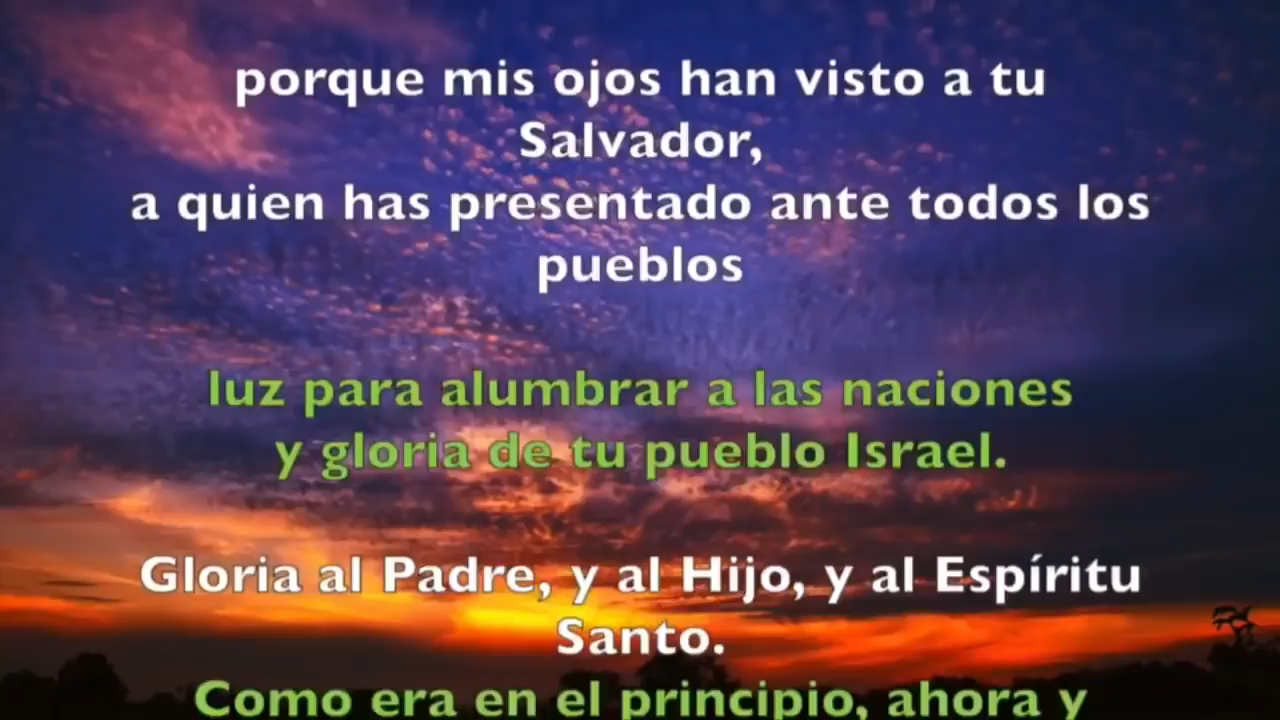 porque mis ojos han visto a tu
Salvador,
a quien has presentado ante todos los
pueblos
luz para alumbrar a las naciones
y gloria de tu pueblo Israel.
Gloria al Padre, y al Hijo, y al Espíritu
Santo.
Como era en el principio, ahora y